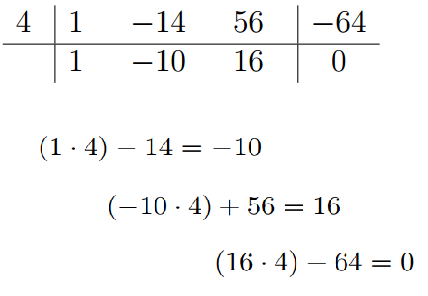 4 1 −14 56 −64
1 −10 16 0
(1 · 4) − 14 = −10
(−10 · 4) + 56 = 16
(16 · 4) − 64 = 0